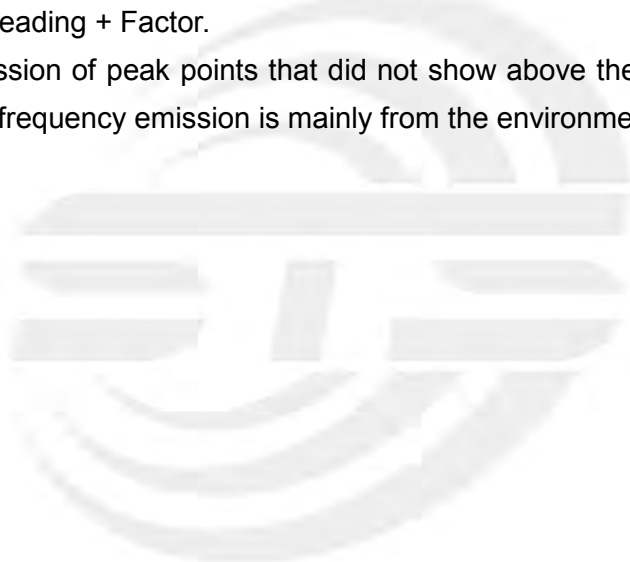 eading + Factor.
ssion of peak points that did not show above the
frequency emission is mainly from the environme